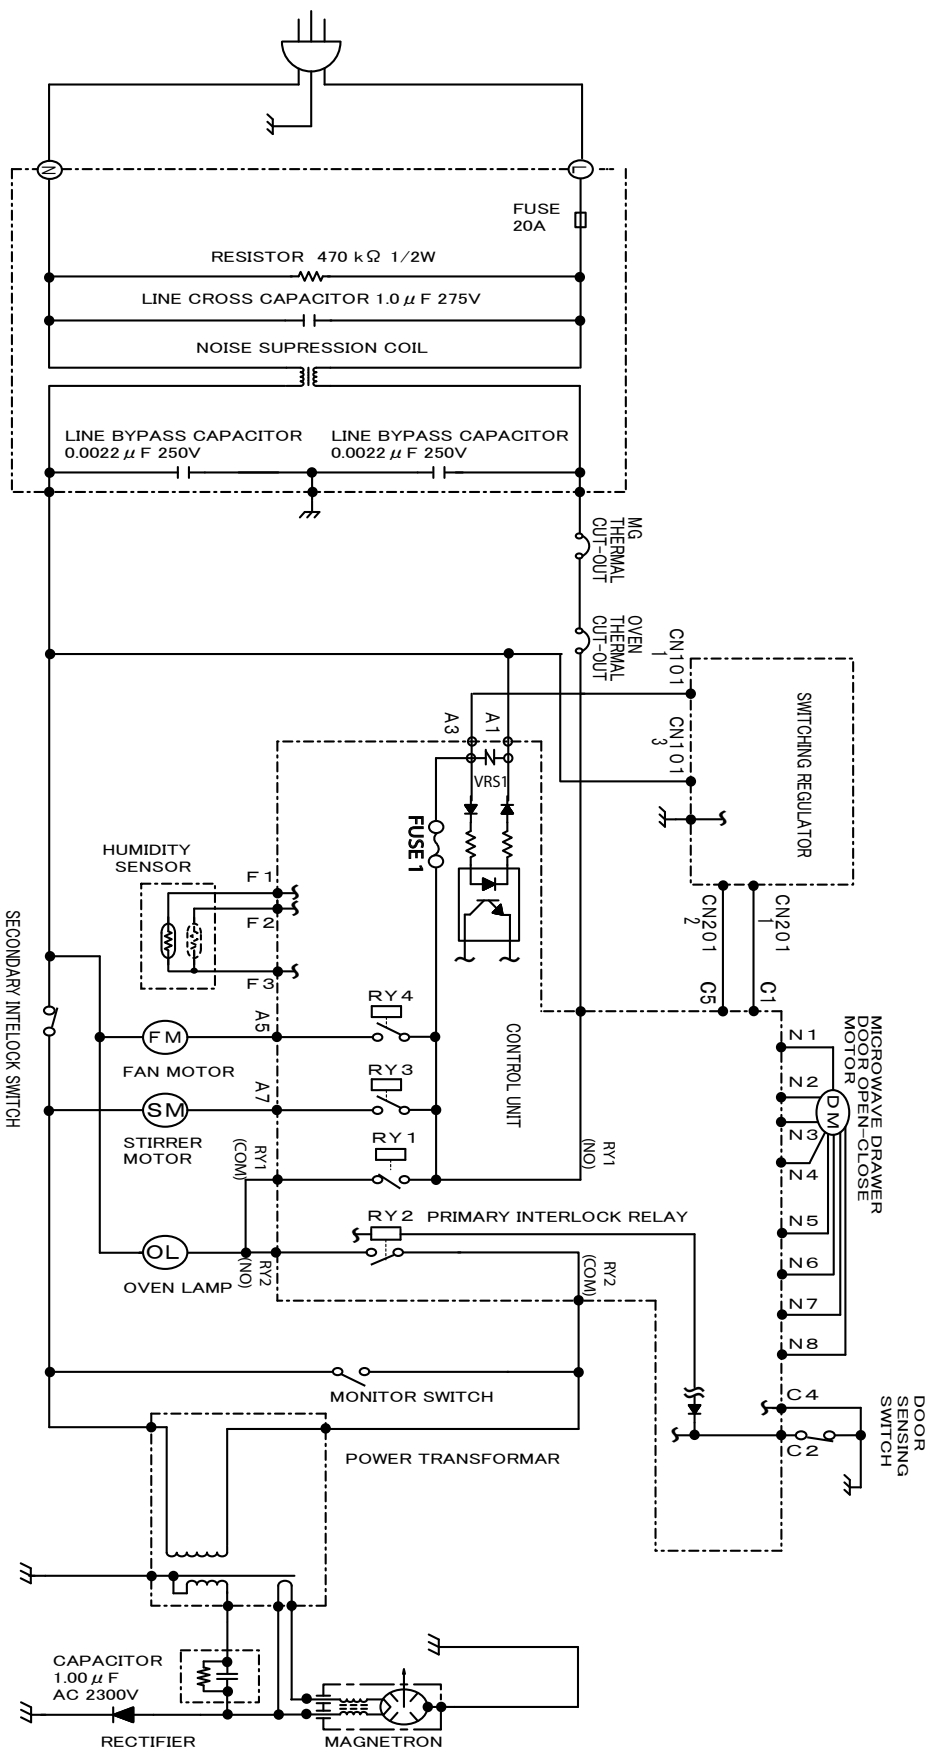 N
L
FUSE
20A
RESISTOR 470 kΩ 1/2W
LINE CROSS CAPACITOR 1.0 μF 275V
NOISE SUPRESSION COIL
LINE BYPASS CAPACITOR
0.0022 μF 250V
LINE BYPASS CAPACITOR
0.0022 μF 250V
MG
THERMAL
CUT-OUT
OVEN
THERMAL
CUT-OUT
CN101
1
CN101
3
SWITCHING REGULATOR
A3
A1
VRS1
FUSE 1
HUMIDITY
SENSOR
F1
F2
F3
CN201
2
CN201
1
C5
C1
SECONDARY INTELOCK SWITCH
A5
RY4
FM
FAN MOTOR
CONTROL UNIT
A7
RY3
SM
STIRRER
MOTOR
RY1
(COM)
RY1
RY1
(NO)
N1
N2
N3
N4
N5
N6
N7
N8
DM
MICROWAVE DRAWER
DOOR OPEN-CLOSE
MOTOR
RY2 PRIMARY INTERLOCK RELAY
OL
OVEN LAMP
RY2
(NO)
RY2
(COM)
MONITOR SWITCH
C4
C2
DOOR
SENSING
SWITCH
POWER TRANSFORMAR
CAPACITOR
1.00 μF
AC 2300V
RECTIFIER
MAGNETRON